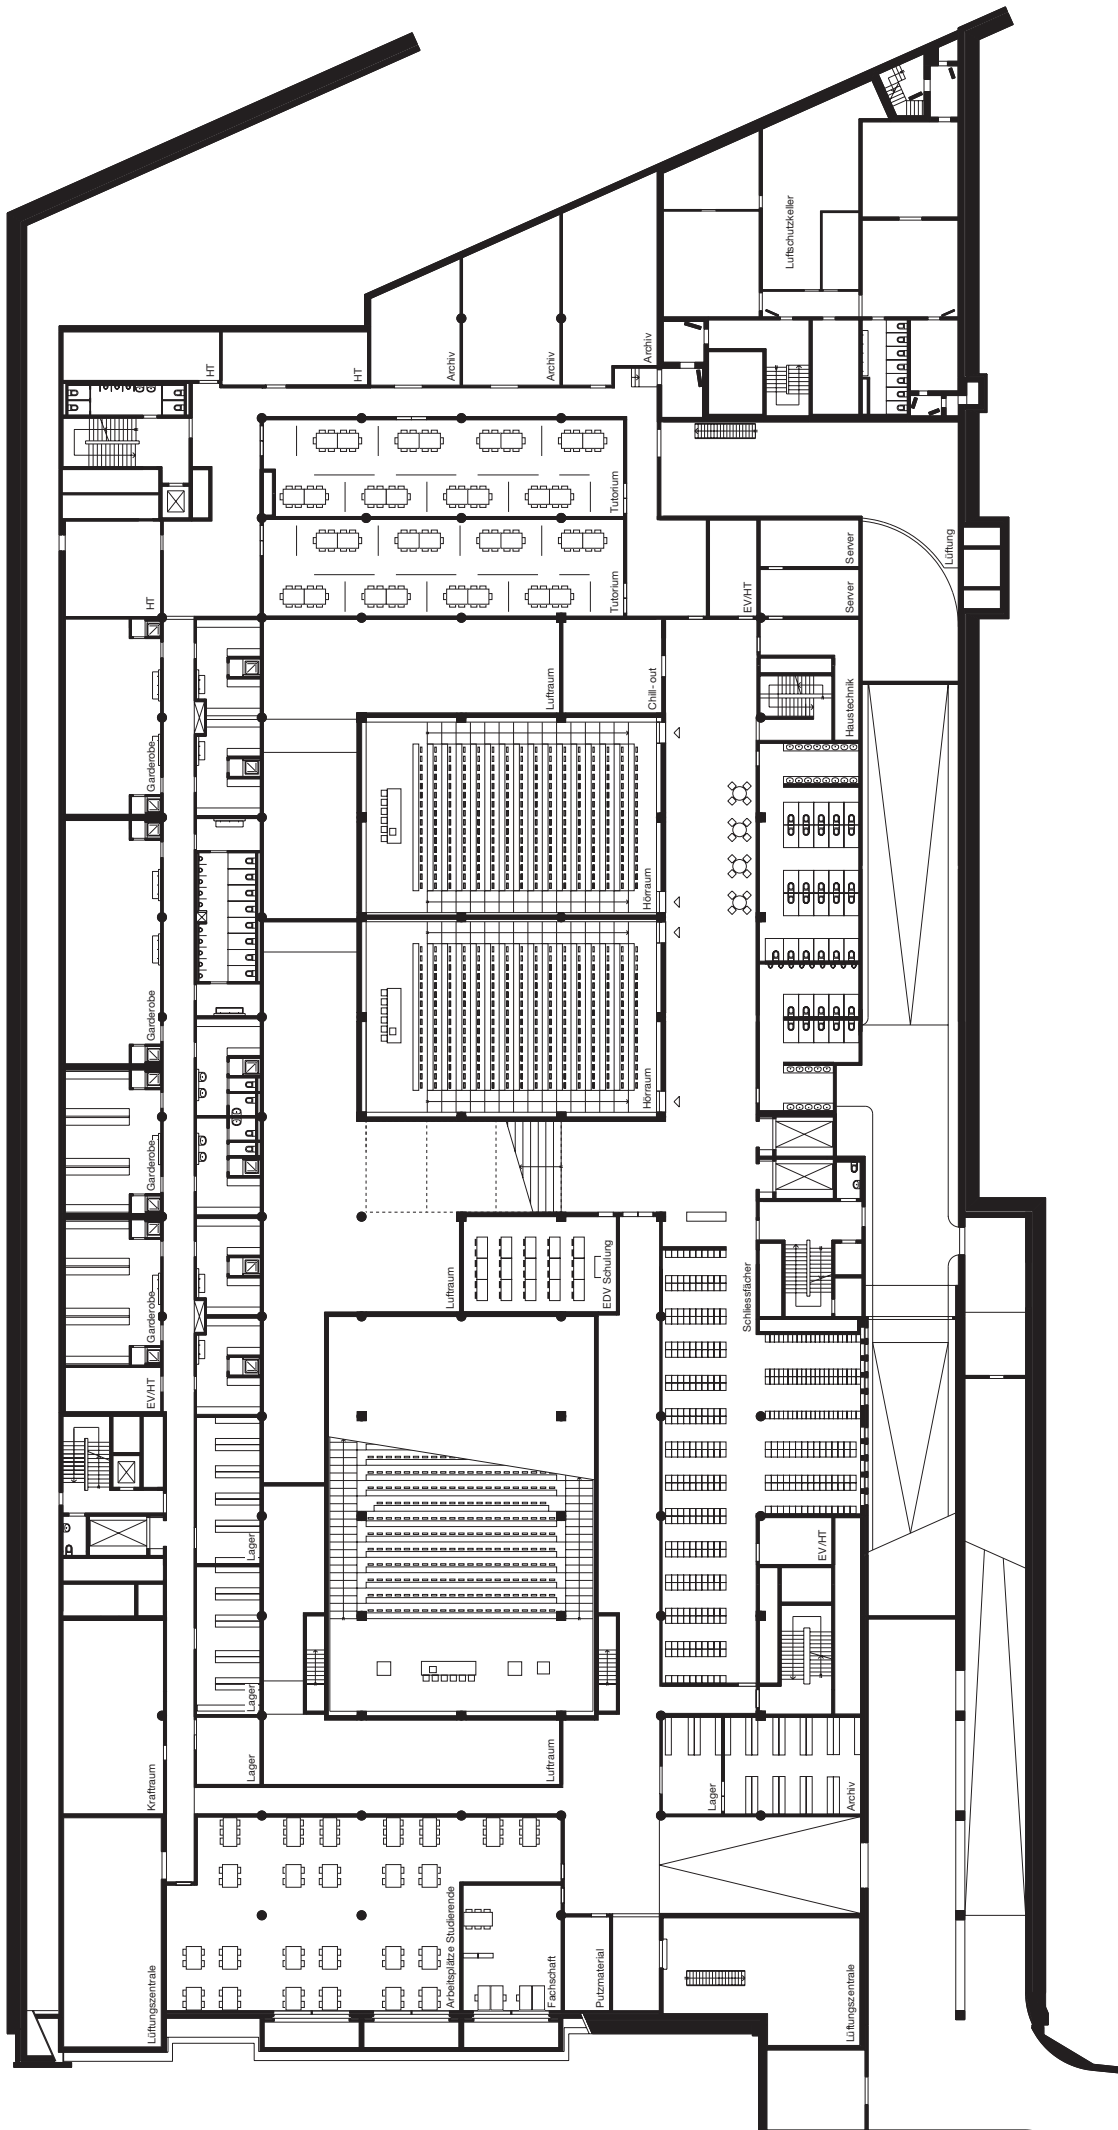 Luftschutzkeller
HT
HT
Archiv
Archiv
Archiv
Tutorium
Tutorium
HT
EV/HT
Server
Server
Lüftung
Luftraum
Chill-out
Haustechnik
Garderobe
Garderobe
Garderobe
Garderobe
Hörraum
Hörraum
Luftraum
EDV Schulung
Schliessfächer
EV/HT
Lager
EV/HT
Lager
Lager
Kraftraum
Luftraum
Lager
Archiv
Lüftungszentrale
Arbeitsplätze Studierende
Fachschaft
Putzmaterial
Lüftungszentrale